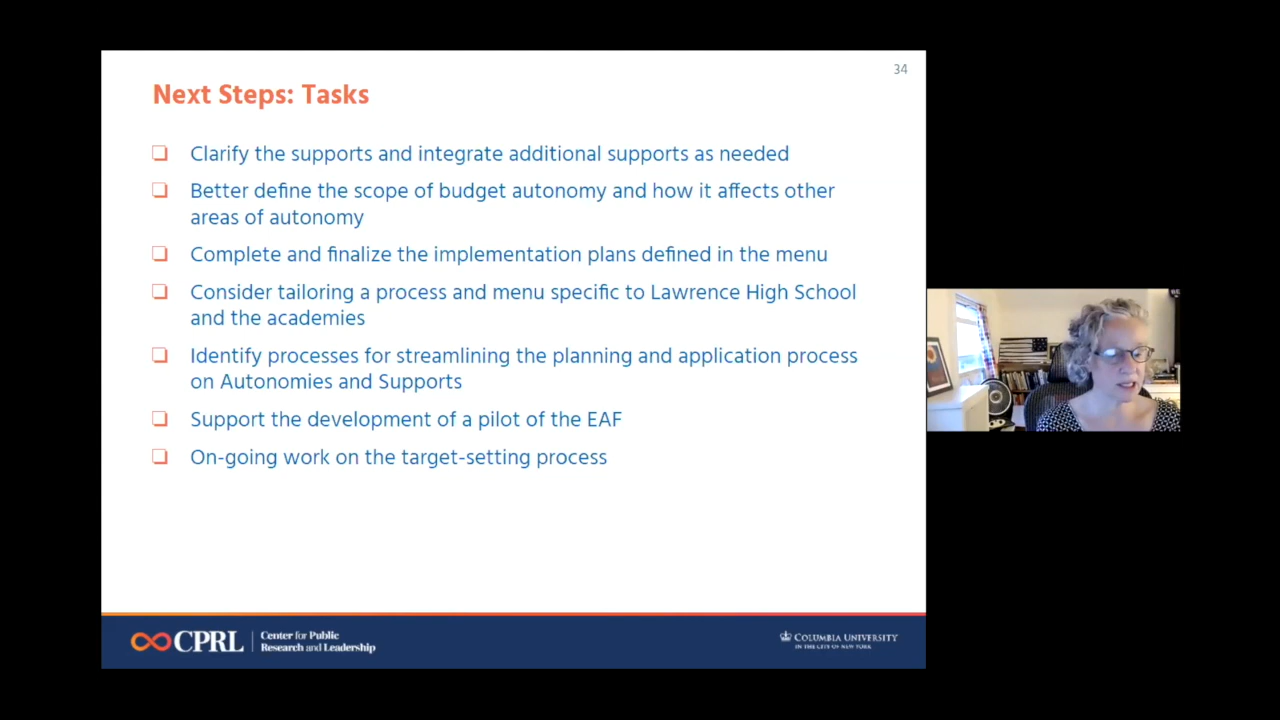 34
Next Steps: Tasks
Clarify the supports and integrate additional supports as needed
Better define the scope of budget autonomy and how it affects other
areas of autonomy
Complete and finalize the implementation plans defined in the menu
Consider tailoring a process and menu specific to Lawrence High School
and the academies
Identify processes for streamlining the planning and application process
on Autonomies and Supports
Support the development of a pilot of the EAF
On-going work on the target-setting process
CPRL
Center for Public
Research and Leadership
COLUMBIA UNIVERSITY
IN THE CITY OF NEW YORK